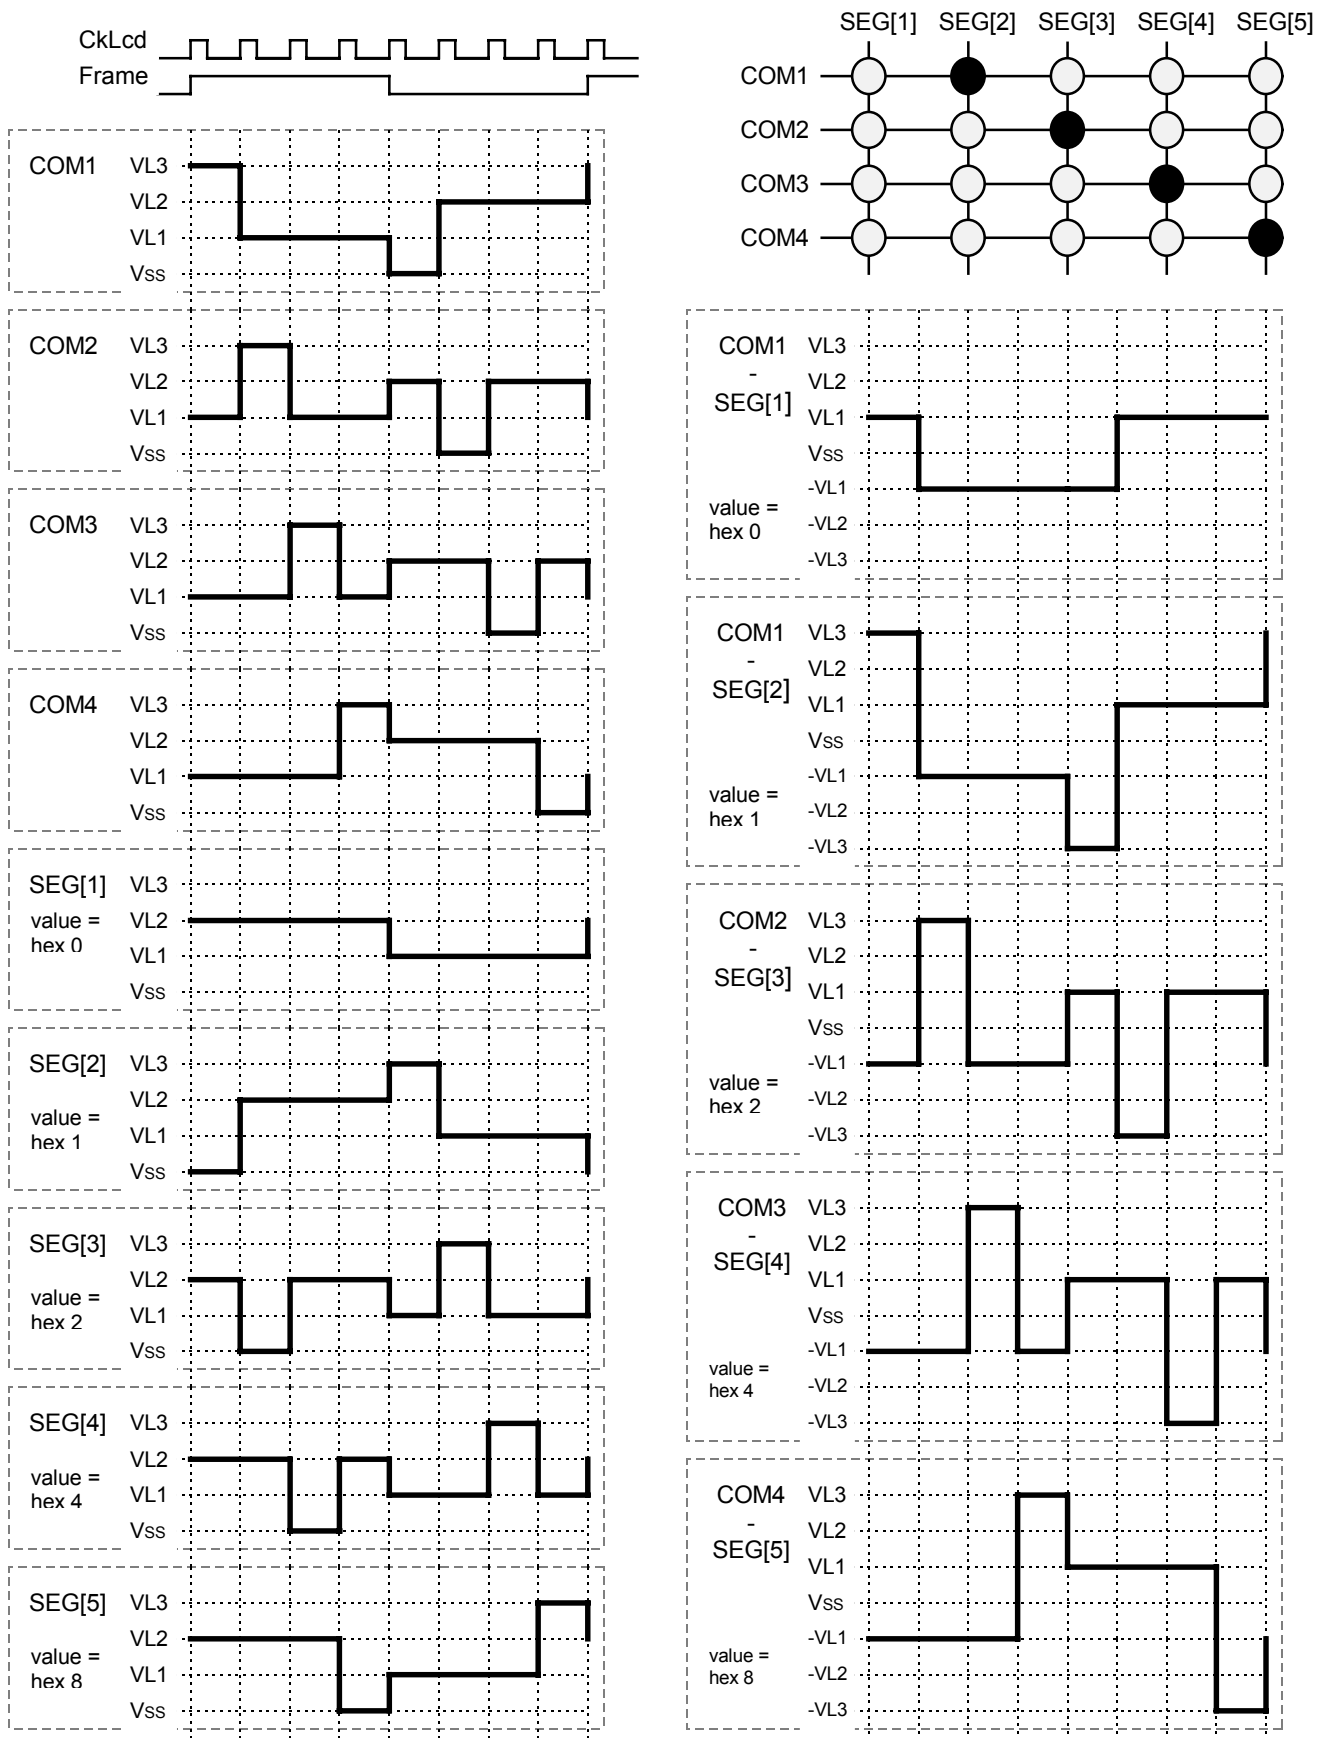 CkLcd
Frame
COM1
VL3
VL2
VL1
Vss
COM2
VL3
VL2
VL1
Vss
COM3
VL3
VL2
VL1
Vss
COM4
VL3
VL2
VL1
Vss
SEG[1]
value =
hex 0
VL3
VL2
VL1
Vss
SEG[2]
value =
hex 1
VL3
VL2
VL1
Vss
SEG[3]
value =
hex 2
VL3
VL2
VL1
Vss
SEG[4]
value =
hex 4
VL3
VL2
VL1
Vss
SEG[5]
value =
hex 8
VL3
VL2
VL1
Vss
SEG[1] SEG[2] SEG[3] SEG[4] SEG[5]
COM1
COM2
COM3
COM4
COM1
-
SEG[1]
value =
hex 0
VL3
VL2
VL1
Vss
-VL1
-VL2
-VL3
COM1
-
SEG[2]
value =
hex 1
VL3
VL2
VL1
Vss
-VL1
-VL2
-VL3
COM2
-
SEG[3]
value =
hex 2
VL3
VL2
VL1
Vss
-VL1
-VL2
-VL3
COM3
-
SEG[4]
value =
hex 4
VL3
VL2
VL1
Vss
-VL1
-VL2
-VL3
COM4
-
SEG[5]
value =
hex 8
VL3
VL2
VL1
Vss
-VL1
-VL2
-VL3